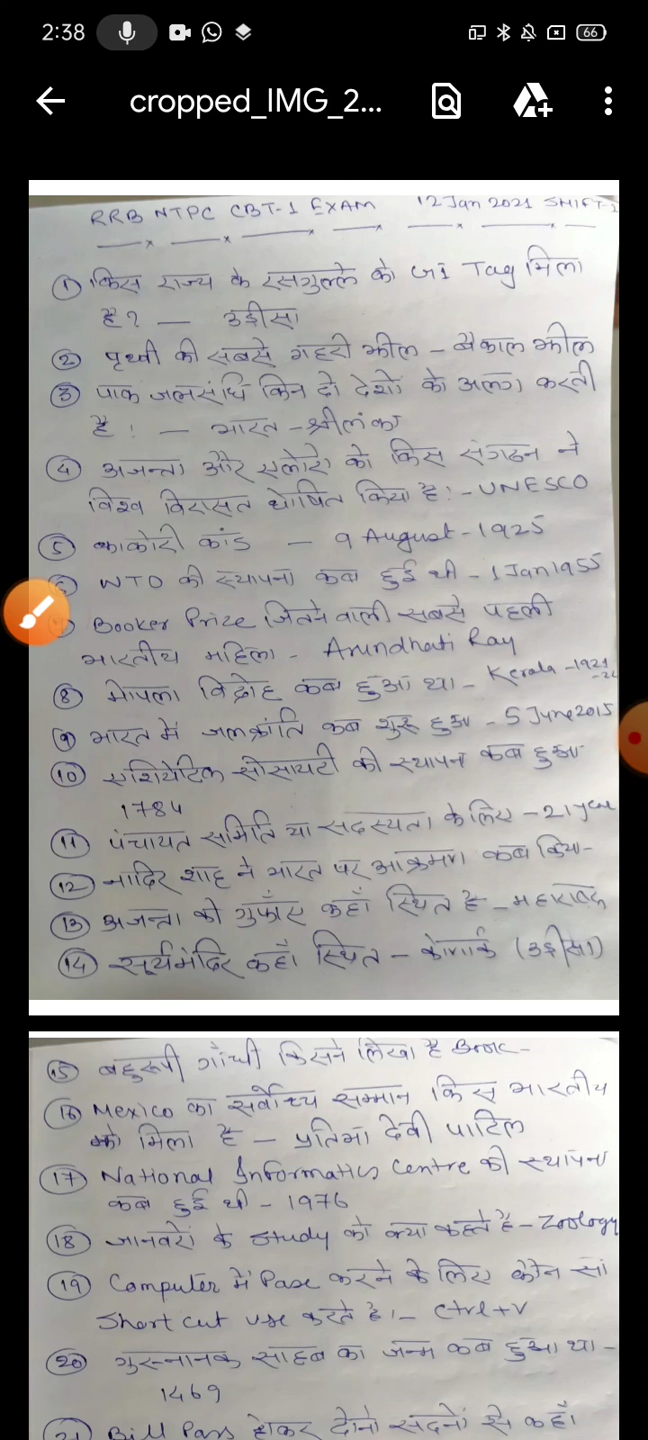 2:38
66
cropped_IMG_2...
RRB NTPC CBT-1 EXAM 12 Jan 2021 SHIFT-1
① किस राज्य के रसगुल्ले को GI Tag मिला
है? — उड़ीसा
② पृथ्वी की सबसे गहरी झील - बैकाल झील
③ पाक जलसंधि किन दो देशों को अलग करती
है! — भारत - श्रीलंका
④ अजन्ता और एलोरा को किस संगठन ने
विश्व विरासत घोषित किया है! - UNESCO
⑤ काकोरी कांड — 9 August - 1925
WTO की स्थापना कब हुई थी - 1 Jan 1955
Booker Prize जितने वाली सबसे पहली
भारतीय महिला - Arundhati Ray
⑧ मोपला विद्रोह कब हुआ था - Kerala - 1921
-22
⑨ भारत में जलक्रांति कब शुरू हुआ - 5 June 2015
⑩ एशियेटिक सोसायटी की स्थापन कब हुआ
1784
⑪ पंचायत समिति या सदस्यता के लिए - 21 year
⑫ नादिर शाह ने भारत पर आक्रमण कब किया-
⑬ अजन्ता की गुफाँए कहाँ स्थित है -
⑭ सूर्यमंदिर कहाँ स्थित - कोणार्क (उड़ीसा)
⑮ बहुरूपी गाँधी किसने लिखा है Book-
⑯ Mexico का सर्वोच्य सम्मान किस भारतीय
को मिला है — प्रतिभा देवी पाटिल
⑰ National Informatics Centre की स्थापना
कब हुई थी - 1976
⑱ जानवरों के study को क्या कहते है - Zoology
⑲ Computer में Pase करने के लिए कौन सा
Short cut use करते है।- Ctrl+V
⑳ गुरुनानक साहब का जन्म कब हुआ था -
1469
Bill Pass होकर दोनो सदनों से कहाँ